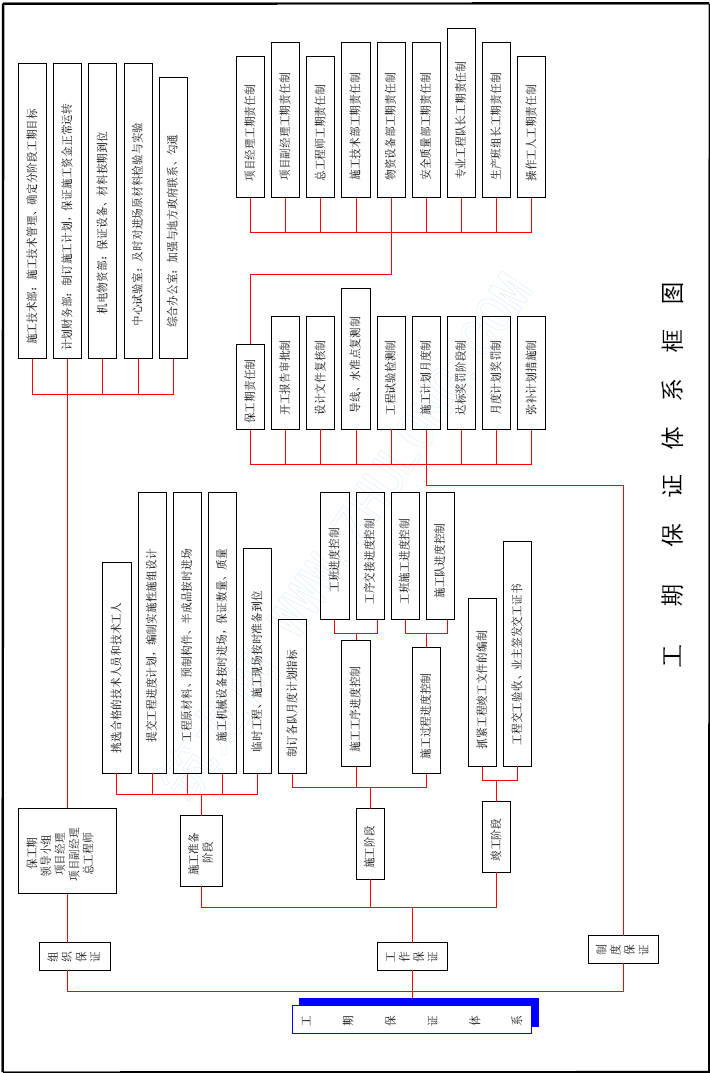 工期保证体系框图
工期保证体系
组织保证
保工期
领导小组
项目经理
项目副经理
总工程师
施工技术部：施工技术管理、确定分阶段工期目标
计划财务部：制订施工计划，保证施工资金正常运转
机电物资部：保证设备、材料按期到位
中心试验室：及时对进场原材料检验与实验
综合办公室：加强与地方政府联系、勾通
工作保证
施工准备
阶段
挑选合格的技术人员和技术工人
提交工程进度计划，编制实施性施组设计
工程原材料、预制构件、半成品按时进场
施工机械设备按时进场，保证数量、质量
临时工程、施工现场按时准备到位
施工阶段
制订各队月度计划指标
施工工序进度控制
工班进度控制
工序交接进度控制
施工过程进度控制
工班施工进度控制
施工队进度控制
竣工阶段
抓紧工程竣工文件的编制
工程交工验收、业主签发交工证书
制度保证
保工期责任制
开工报告审批制
设计文件复核制
导线、水准点复测制
工程试验检测制
施工计划月度制
达标奖罚阶段制
月度计划奖罚制
弥补计划措施制
项目经理工期责任制
项目副经理工期责任制
总工程师工期责任制
施工技术部工期责任制
物资设备部工期责任制
安全质量部工期责任制
专业工程队长工期责任制
生产班组长工期责任制
操作工人工期责任制